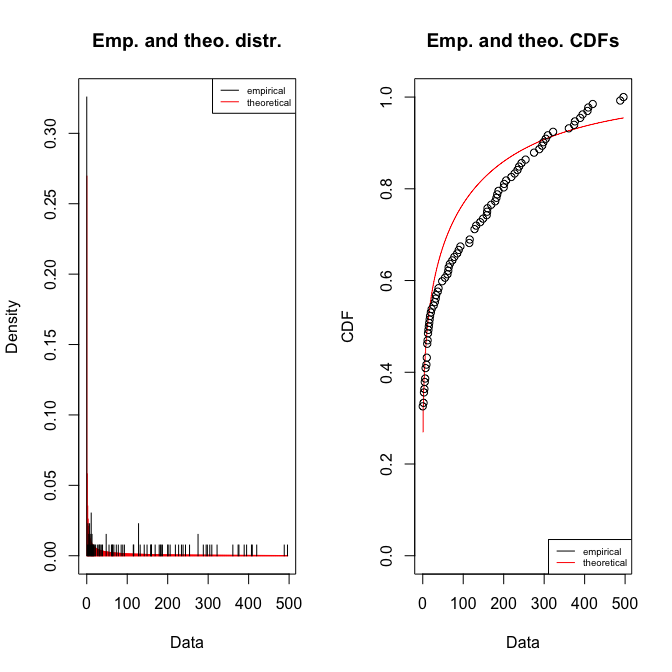 Emp. and theo. distr.
empirical
theoretical
0.00 0.05 0.10 0.15 0.20 0.25 0.30
Density
0 100 200 300 400 500
Data
Emp. and theo. CDFs
empirical
theoretical
0.0 0.2 0.4 0.6 0.8 1.0
CDF
0 100 200 300 400 500
Data